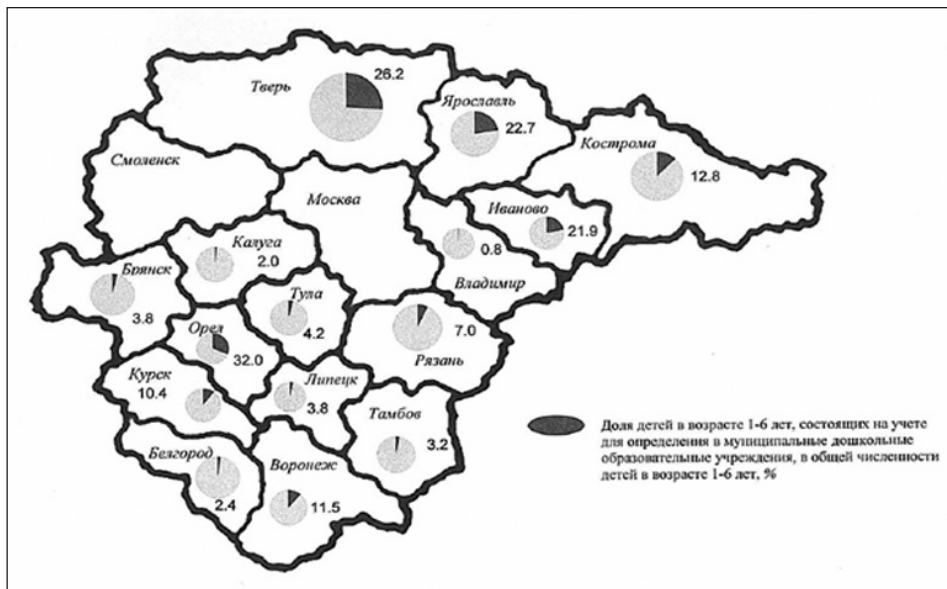 26.2
Тверь
Ярославль
22.7
Кострома
12.8
Смоленск
Москва
Иваново
21.9
0.8
Владимир
Калуга
2.0
Брянск
3.8
Тула
4.2
Орел
32.0
7.0
Рязань
Курск
10.4
Липецк
3.8
Тамбов
3.2
Белгород
2.4
Воронеж
11.5
Доля детей в возрасте 1-6 лет, состоящих на учете
для определения в муниципальные дошкольные
образовательные учреждения, в общей численности
детей в возрасте 1-6 лет, %